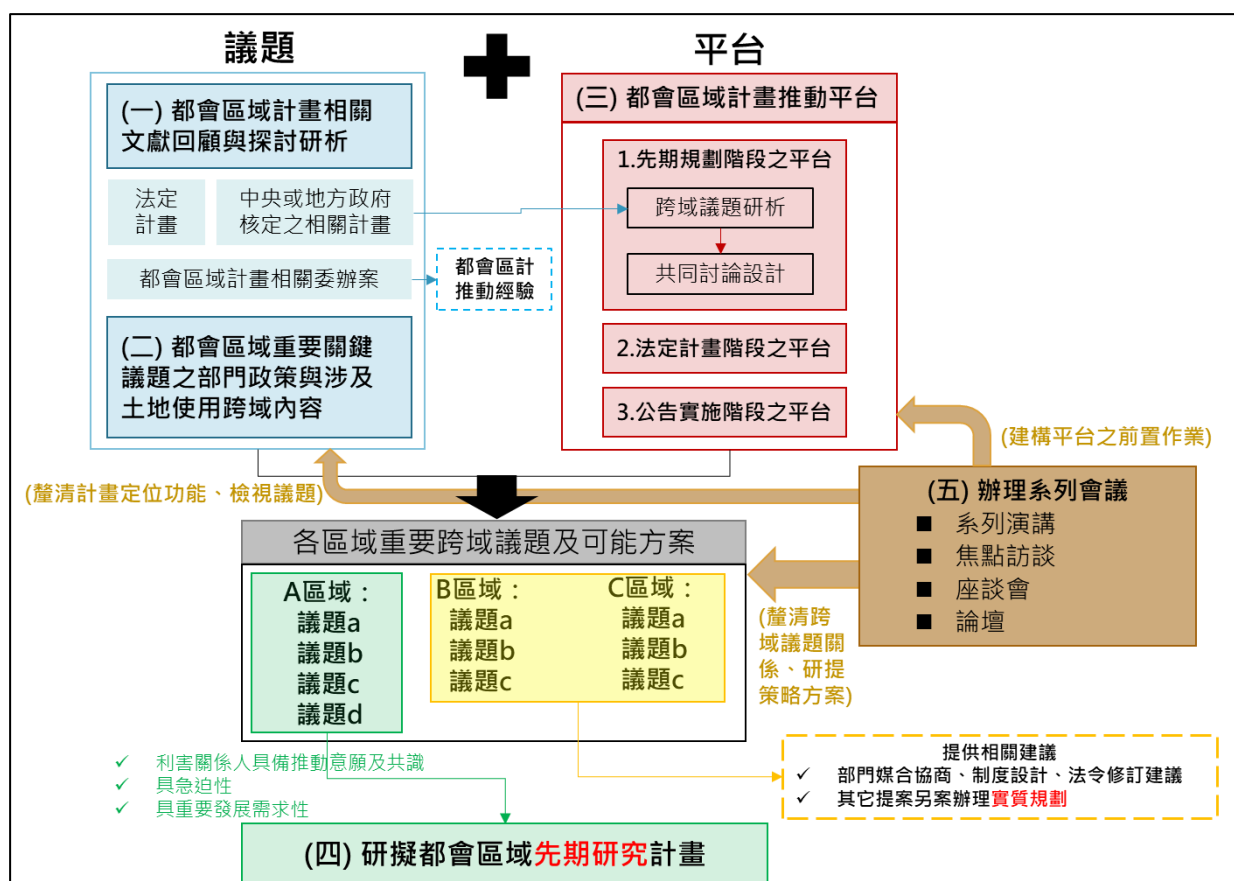 議題
平台
(一) 都會區域計畫相關
文獻回顧與探討研析
法定
計畫
中央或地方政府
核定之相關計畫
都會區域計畫相關委辦案
都會區計
推動經驗
(二) 都會區域重要關鍵
議題之部門政策與涉及
土地使用跨域內容
(三) 都會區域計畫推動平台
1.先期規劃階段之平台
跨域議題研析
共同討論設計
2.法定計畫階段之平台
3.公告實施階段之平台
(建構平台之前置作業)
(釐清計畫定位功能、檢視議題)
(五) 辦理系列會議
■ 系列演講
■ 焦點訪談
■ 座談會
■ 論壇
各區域重要跨域議題及可能方案
A區域：
議題a
議題b
議題c
議題d
B區域：
議題a
議題b
議題c
C區域：
議題a
議題b
議題c
(釐清跨
域議題關
係、研提
策略方案)
✓ 利害關係人具備推動意願及共識
✓ 具急迫性
✓ 具重要發展需求性
提供相關建議
✓ 部門媒合協商、制度設計、法令修訂建議
✓ 其它提案另案辦理實質規劃
(四) 研擬都會區域先期研究計畫